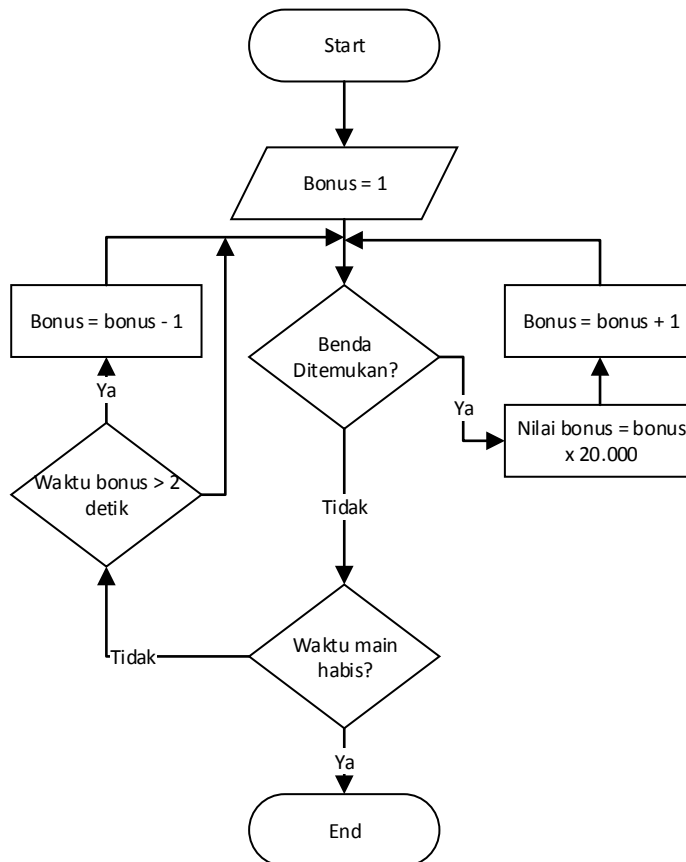 Start
Bonus = 1
Bonus = bonus - 1
Benda
Ditemukan?
Bonus = bonus + 1
Ya
Ya
Nilai bonus = bonus
x 20.000
Waktu bonus > 2
detik
Tidak
Waktu main
habis?
Tidak
Ya
End